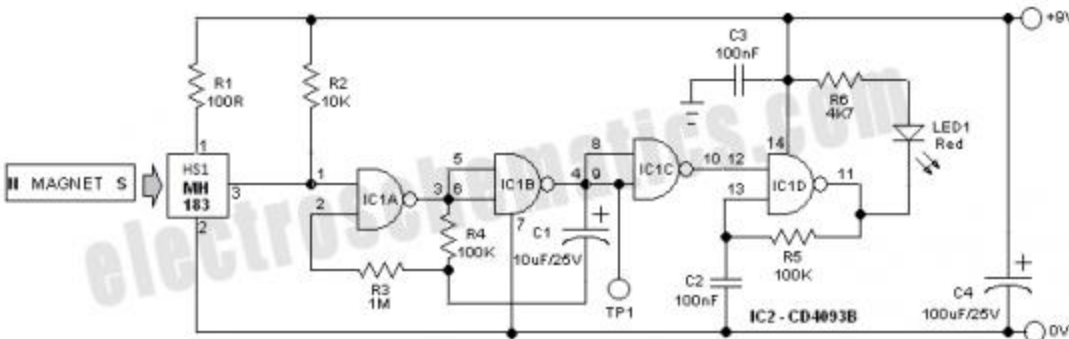 +9V
C3
100nF
R1
100R
R2
10K
R6
4K7
LED1
Red
1
14
MAGNET S
HS1
MH
183
3
2
1
2
IC1A
3
5
6
IC1B
4
7
8
9
IC1C
10
12
13
IC1D
11
R4
100K
C1
10uF/25V
R5
100K
R3
1M
TP1
C2
100nF
IC2 - CD4093B
C4
100uF/25V
0V
electroschematics.com